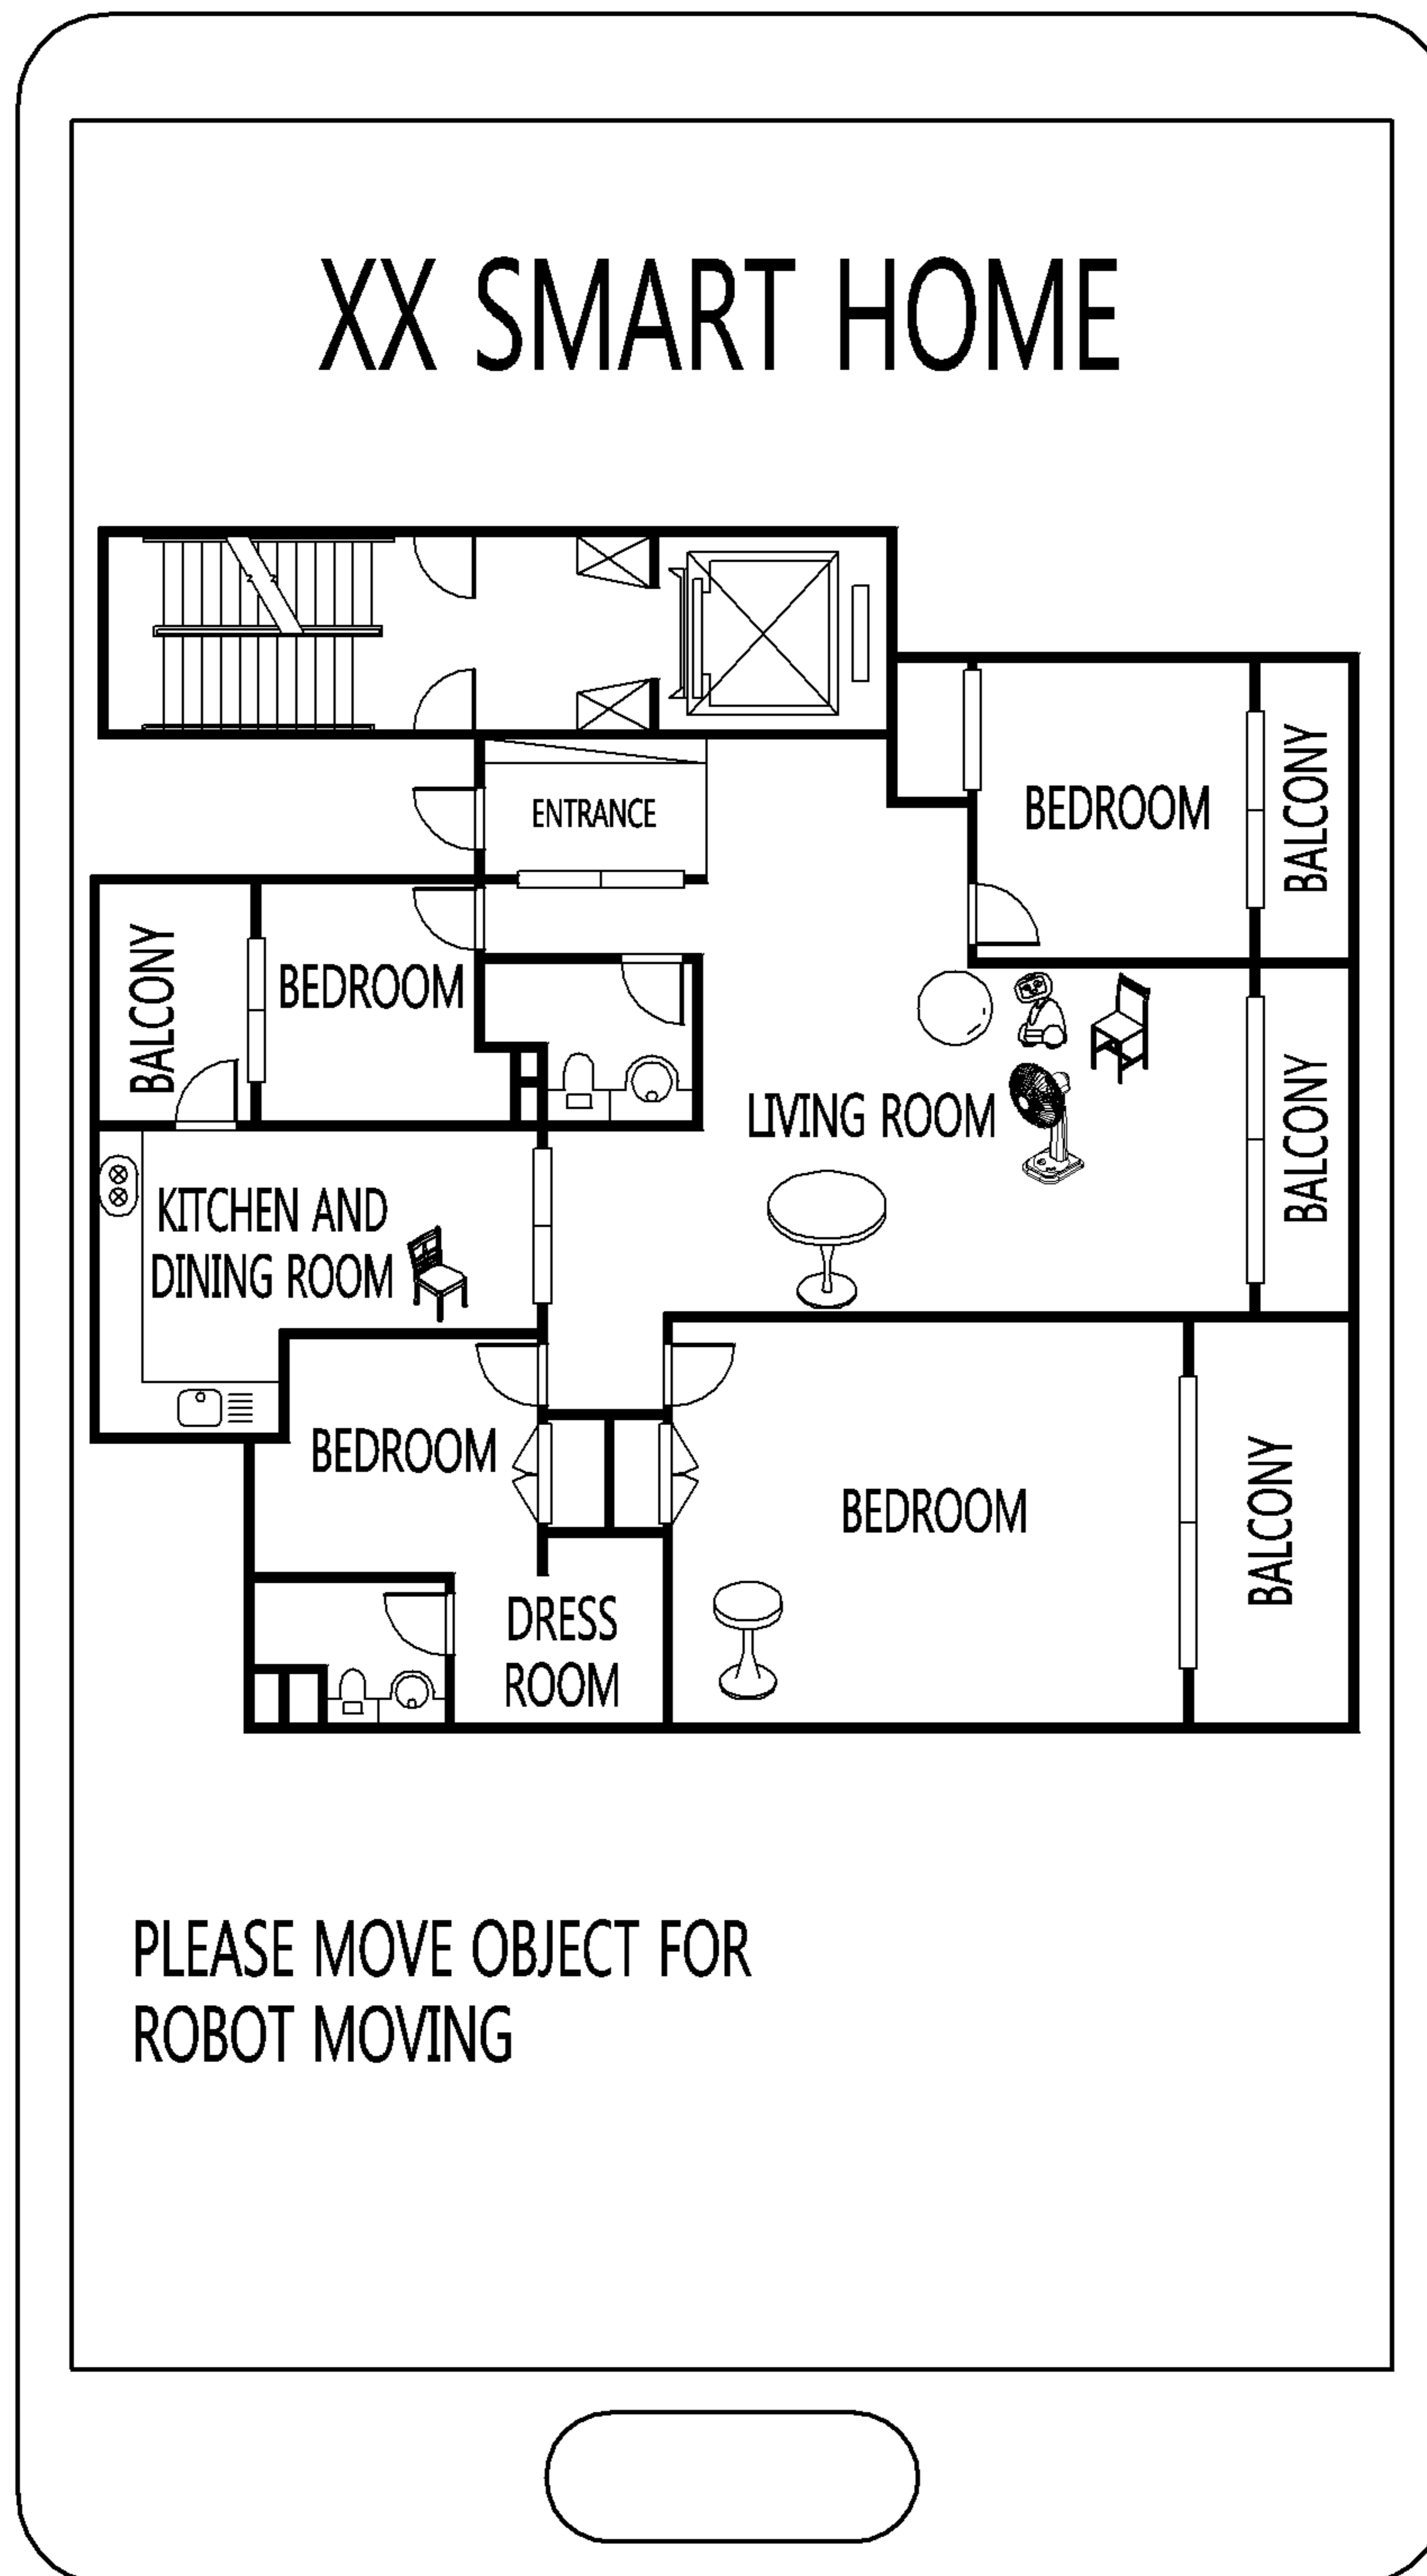 XX SMART HOME
BALCONY
BEDROOM
ENTRANCE
BALCONY
BEDROOM
LIVING ROOM
BALCONY
KITCHEN AND
DINING ROOM
BEDROOM
BEDROOM
BALCONY
DRESS
ROOM
PLEASE MOVE OBJECT FOR
ROBOT MOVING